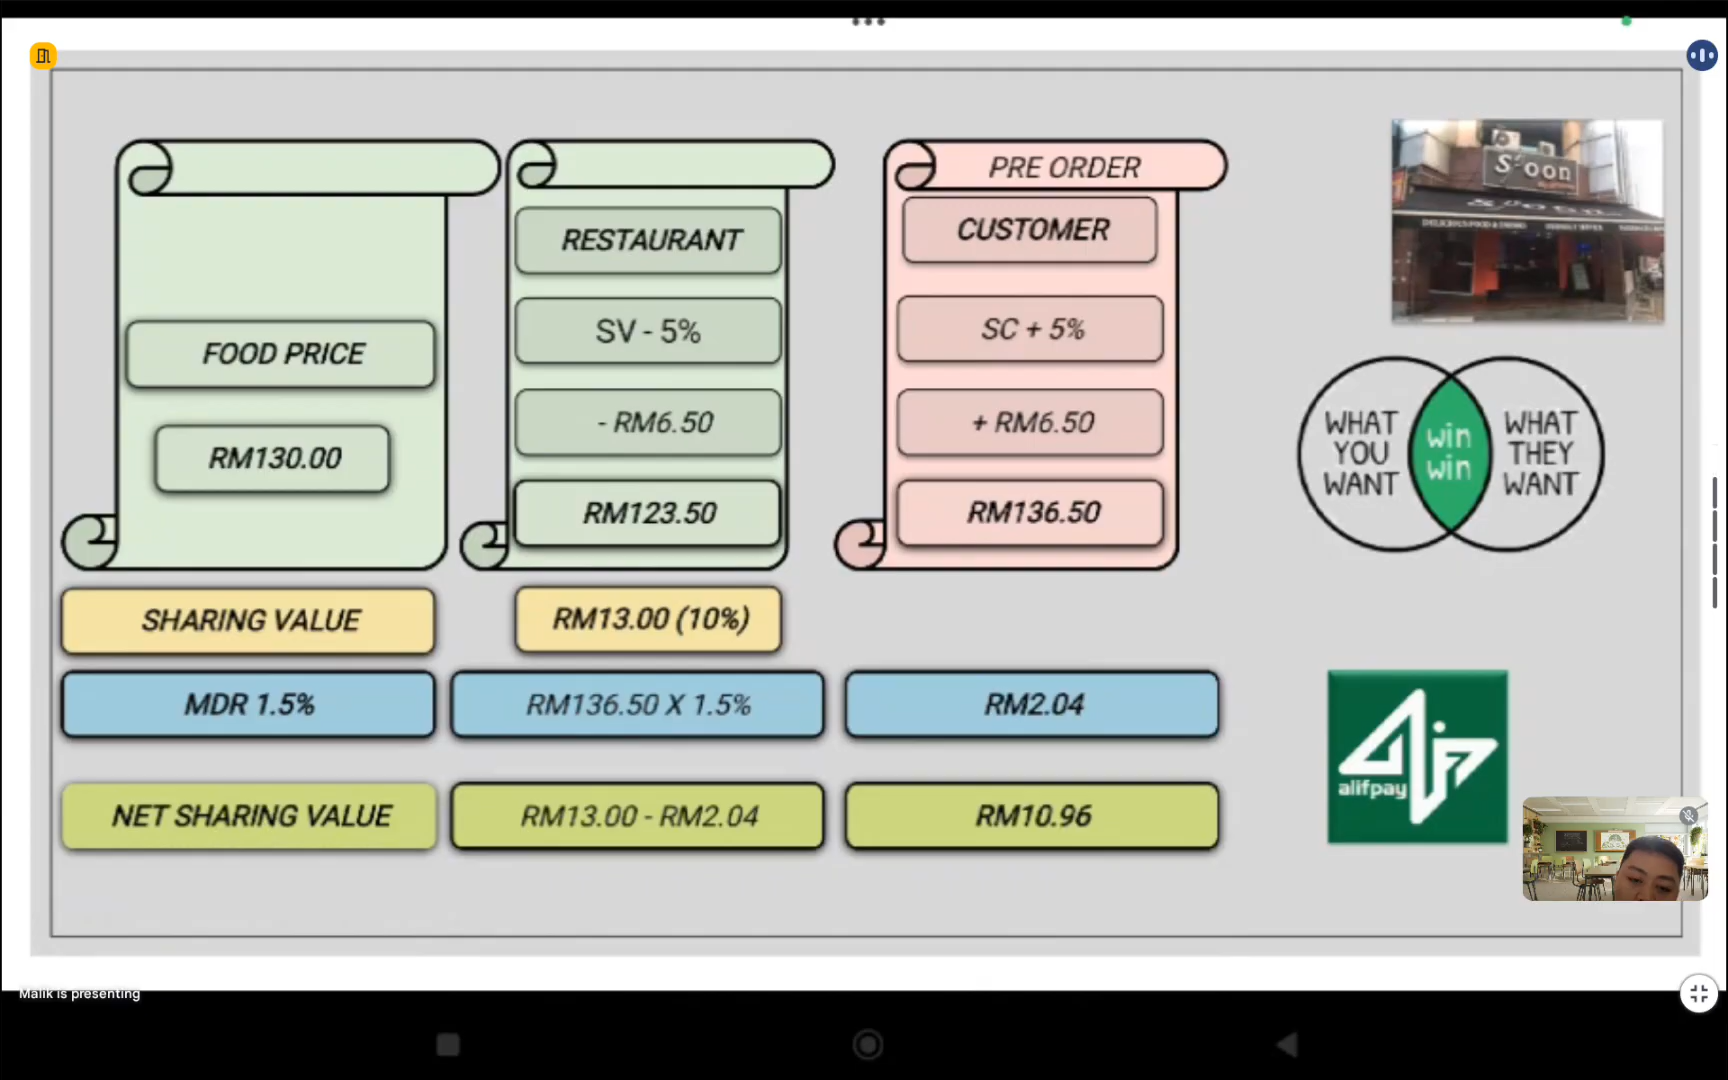 PRE ORDER
RESTAURANT
CUSTOMER
SV - 5%
SC + 5%
FOOD PRICE
- RM6.50
+ RM6.50
RM130.00
RM123.50
RM136.50
SHARING VALUE
RM13.00 (10%)
MDR 1.5%
RM136.50 X 1.5%
RM2.04
NET SHARING VALUE
RM13.00 - RM2.04
RM10.96
S'oon
WHAT
YOU
WANT
win
win
WHAT
THEY
WANT
alifpay
Malik is presenting